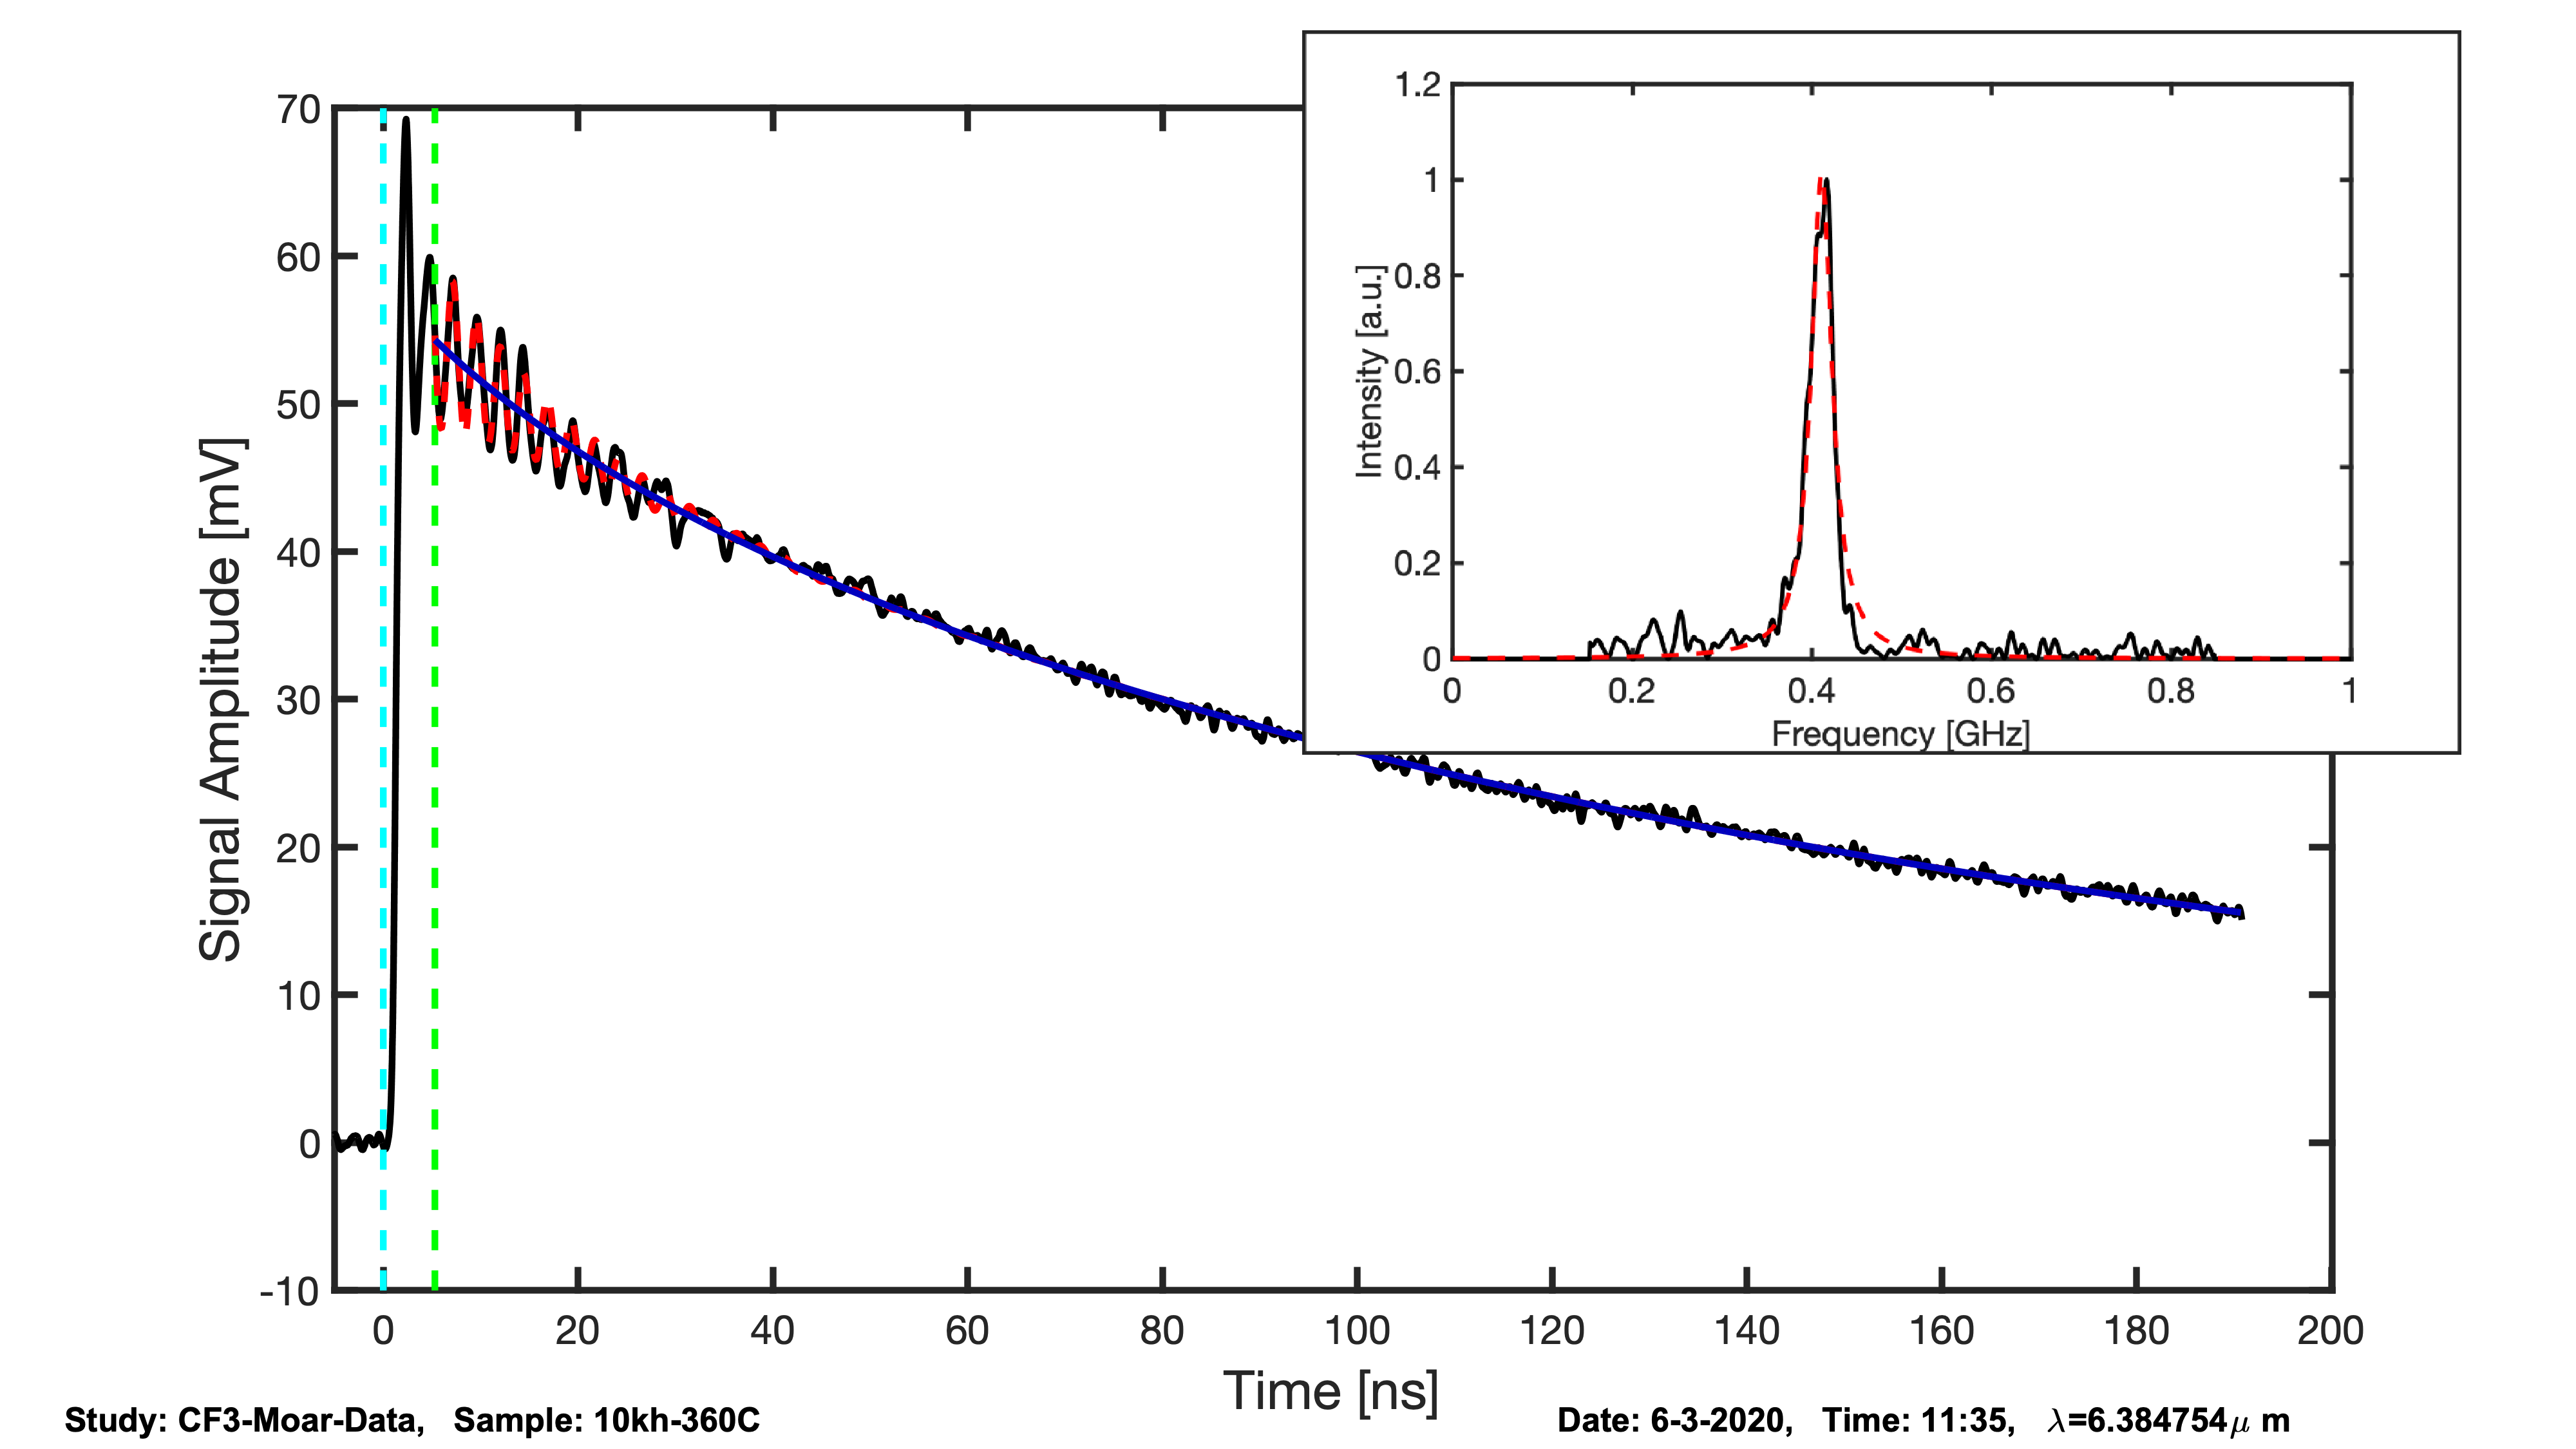 1.2
1
0.8
0.6
0.4
0.2
0
0 0.2 0.4 0.6 0.8 1
Intensity [a.u.]
Frequency [GHz]
70
60
50
40
30
20
10
0
-10
Signal Amplitude [mV]
0 20 40 60 80 100 120 140 160 180 200
Time [ns]
Study: CF3-Moar-Data, Sample: 10kh-360C
Date: 6-3-2020, Time: 11:35, λ=6.384754μ m